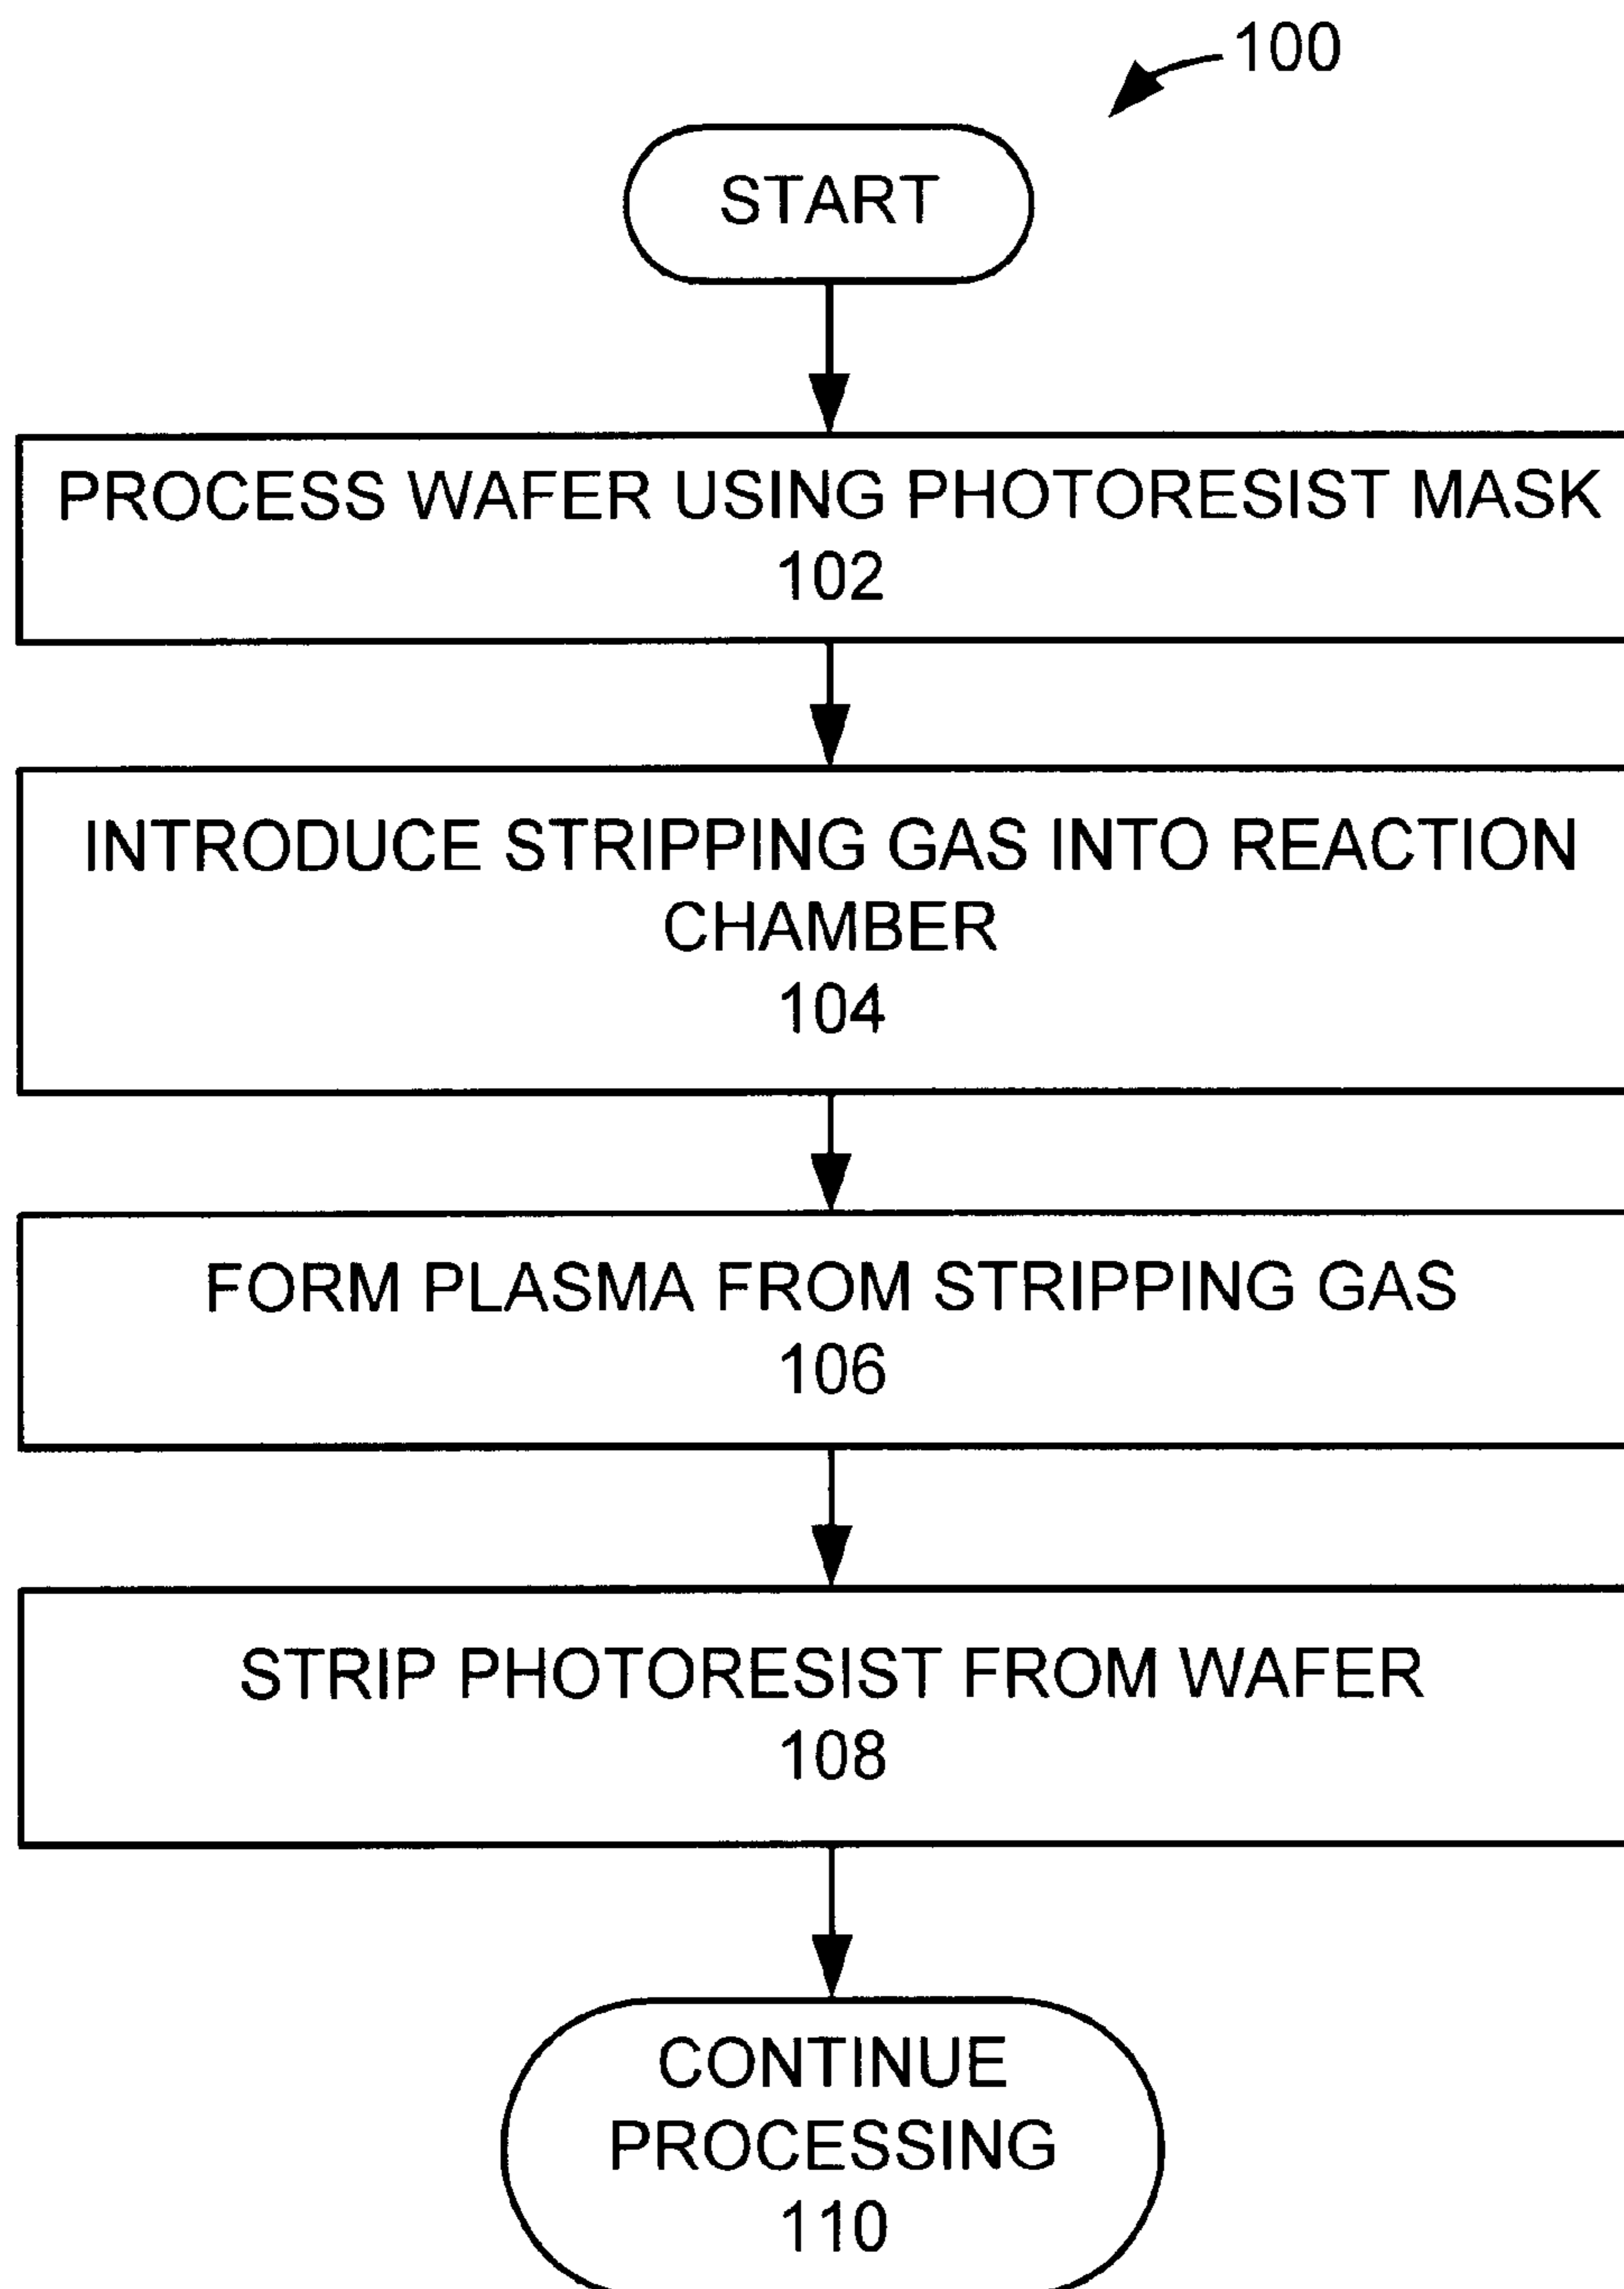 100
START
PROCESS WAFER USING PHOTORESIST MASK
102
INTRODUCE STRIPPING GAS INTO REACTION
CHAMBER
104
FORM PLASMA FROM STRIPPING GAS
106
STRIP PHOTORESIST FROM WAFER
108
CONTINUE
PROCESSING
110